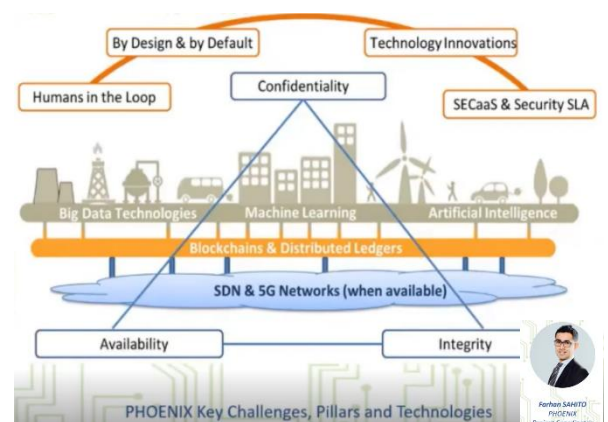 By Design & by Default
Technology Innovations
Humans in the Loop
Confidentiality
SECaaS & Security SLA
Big Data Technologies
Machine Learning
Artificial Intelligence
Blockchains & Distributed Ledgers
SDN & 5G Networks (when available)
Availability
Integrity
Farhan SAHITO
PHOENIX
PHOENIX Key Challenges, Pillars and Technologies